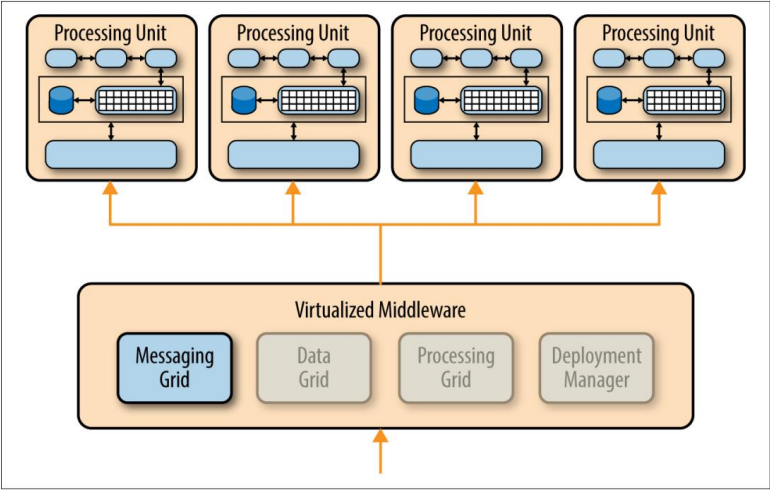 Processing Unit
Processing Unit
Processing Unit
Processing Unit
Virtualized Middleware
Messaging
Grid
Data
Grid
Processing
Grid
Deployment
Manager